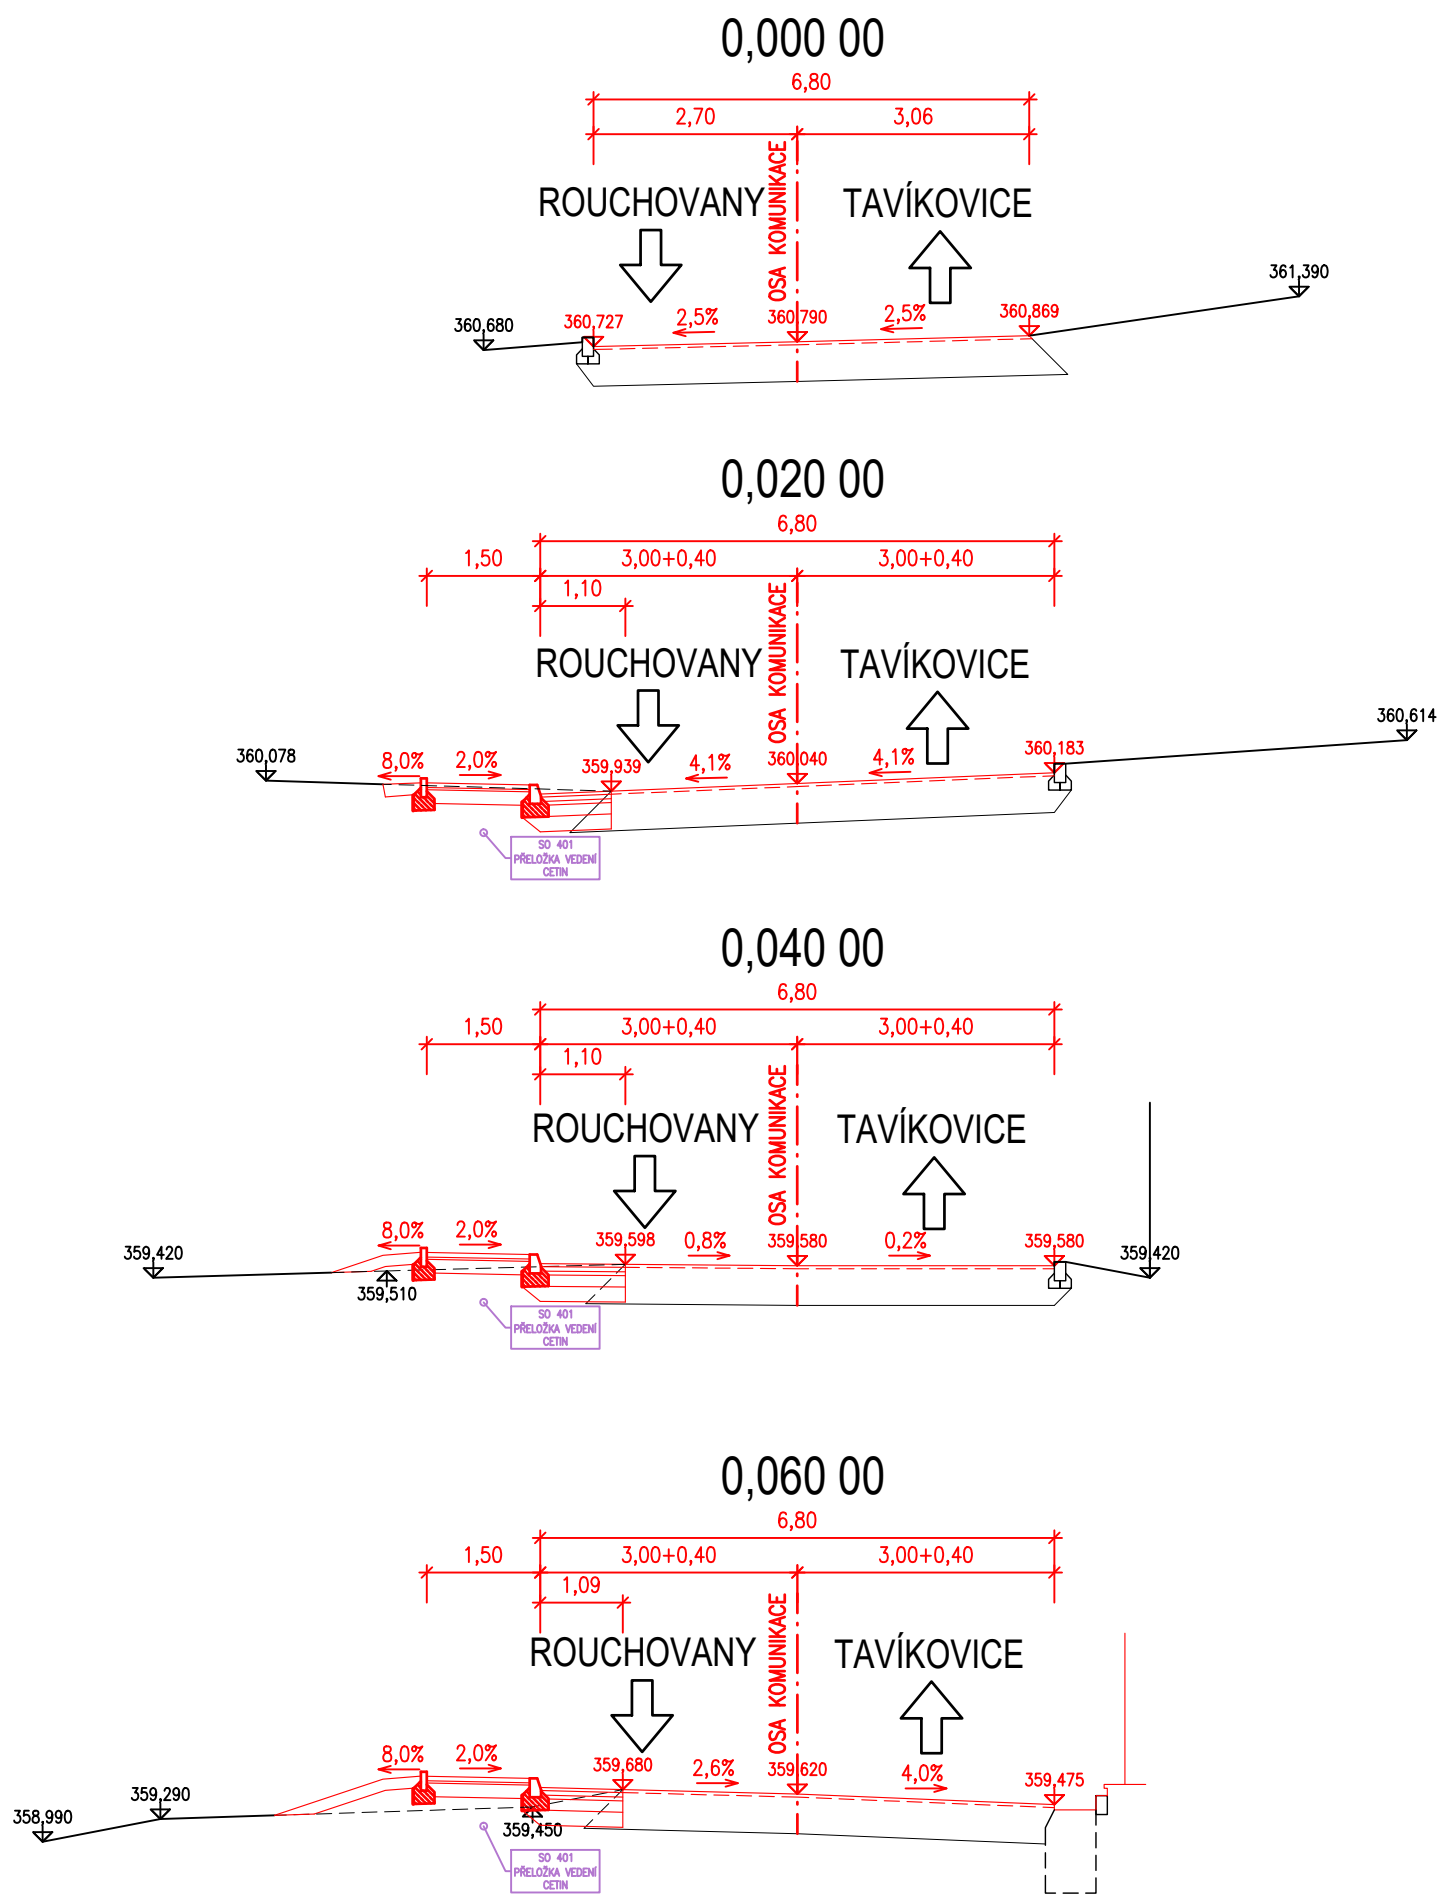 0,000 00
6,80
2,70 3,06
OSA KOMUNIKACE
ROUCHOVANY TAVÍKOVICE
361,390
360,680 360,727 2,5% 360,790 2,5% 360,869
0,020 00
6,80
1,50 3,00+0,40 3,00+0,40
1,10
OSA KOMUNIKACE
ROUCHOVANY TAVÍKOVICE
360,614
360,078 8,0% 2,0% 359,939 4,1% 360,040 4,1% 360,183
SO 401
PŘELOŽKA VEDENÍ
CETIN
0,040 00
6,80
1,50 3,00+0,40 3,00+0,40
1,10
OSA KOMUNIKACE
ROUCHOVANY TAVÍKOVICE
359,420 8,0% 2,0% 359,598 0,8% 359,580 0,2% 359,580 359,420
359,510
SO 401
PŘELOŽKA VEDENÍ
CETIN
0,060 00
6,80
1,50 3,00+0,40 3,00+0,40
1,09
OSA KOMUNIKACE
ROUCHOVANY TAVÍKOVICE
8,0% 2,0% 359,680 2,6% 359,620 4,0% 359,475
359,290
358,990
359,450
SO 401
PŘELOŽKA VEDENÍ
CETIN